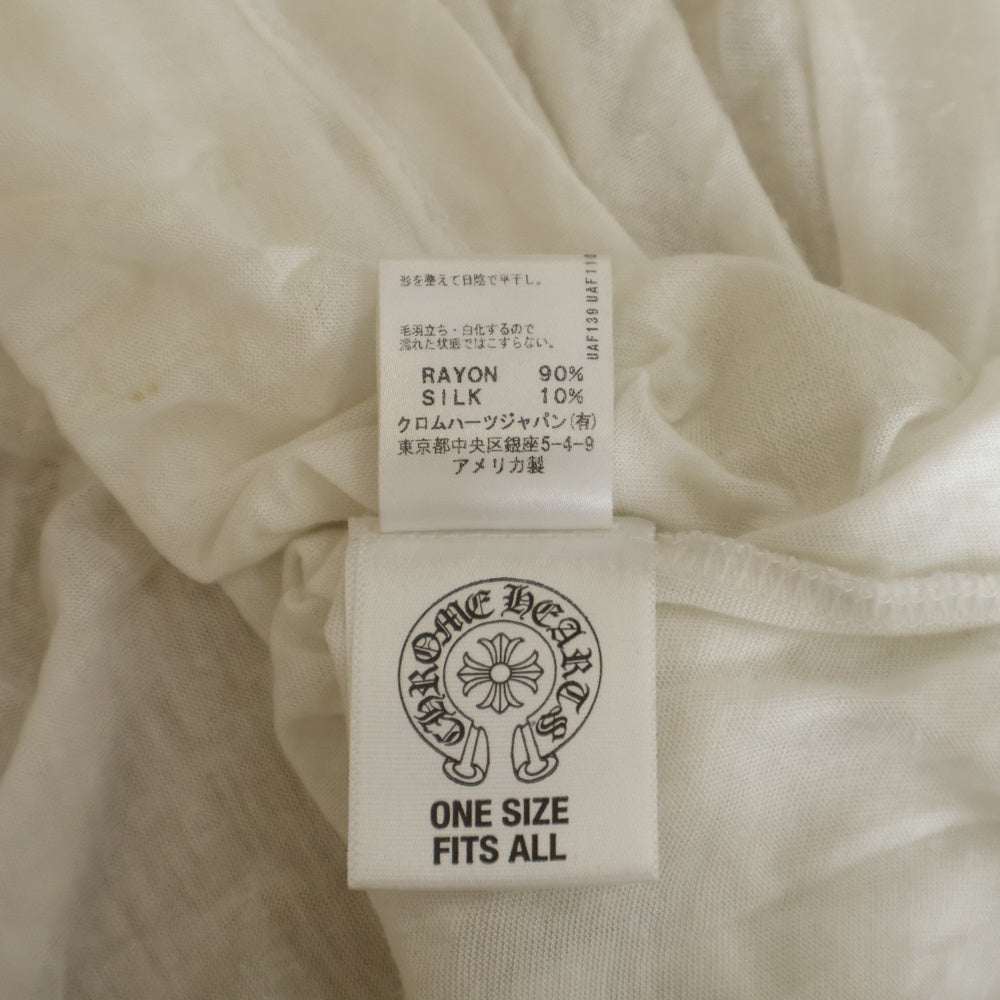 形を整えて日陰で平干し。
毛羽立ち・白化するので
濡れた状態ではこすらない。
RAYON 90%
SILK 10%
クロムハーツジャパン(有)
東京都中央区銀座5-4-9
アメリカ製
UAF139 UAF110
CHROME HEARTS
ONE SIZE
FITS ALL